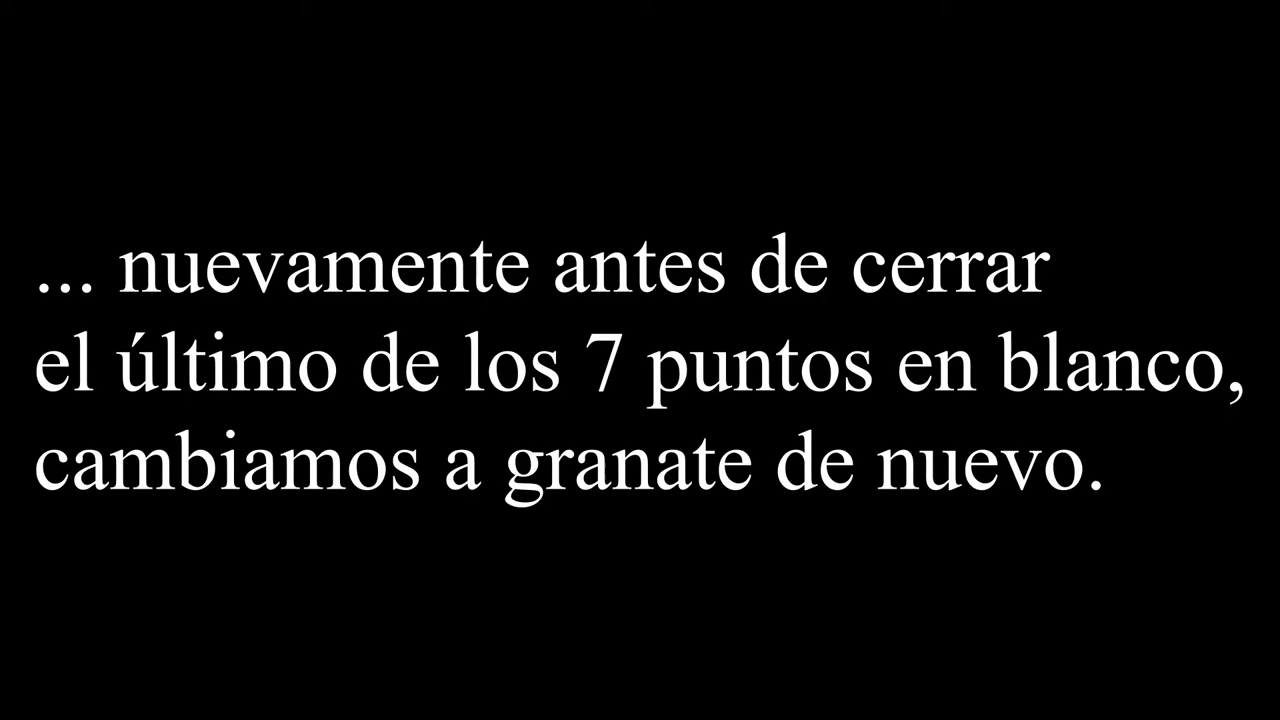 ... nuevamente antes de cerrar
el último de los 7 puntos en blanco,
cambiamos a granate de nuevo.